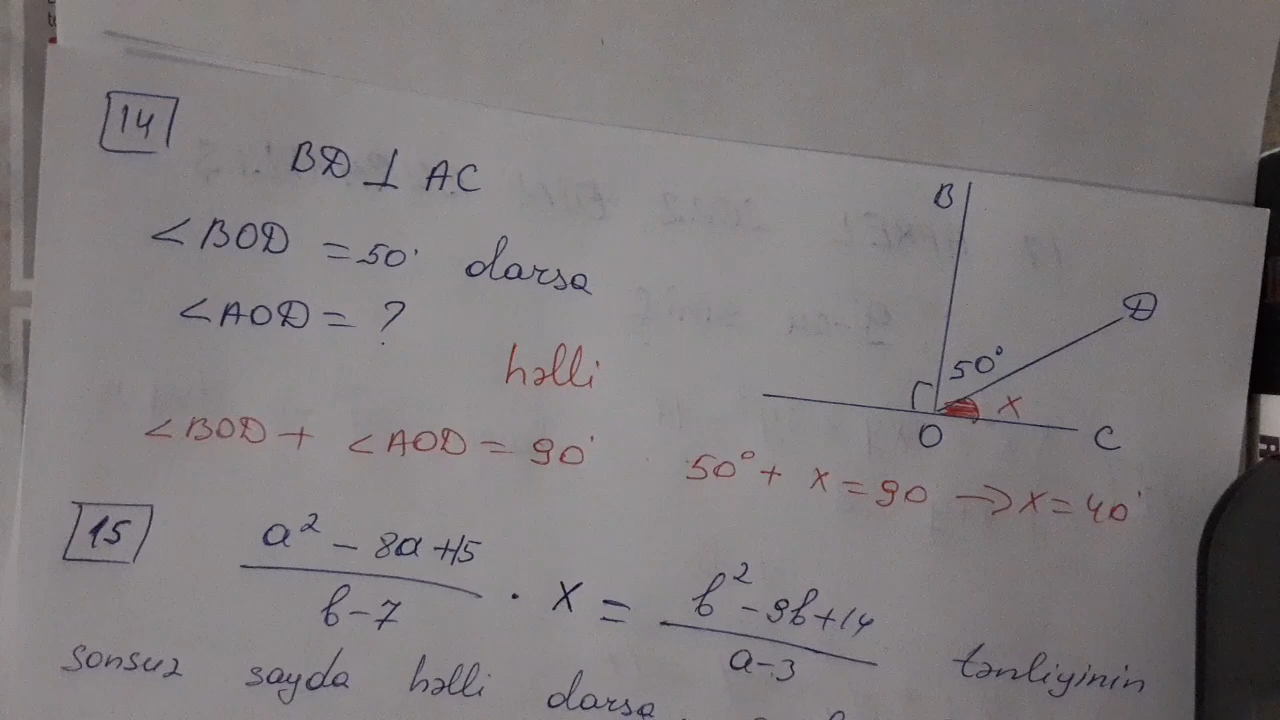 14
BD ⊥ AC
∠BOD = 50° olarsa
∠AOD = ?
həlli
∠BOD + ∠AOD = 90°
B
D
50°
x
O
C
50° + x = 90 → x = 40°
15
(a² - 8a + 15)/(b - 7) · x = (b² - 9b + 14)/(a - 3) tənliyinin
sonsuz sayda həlli olarsa